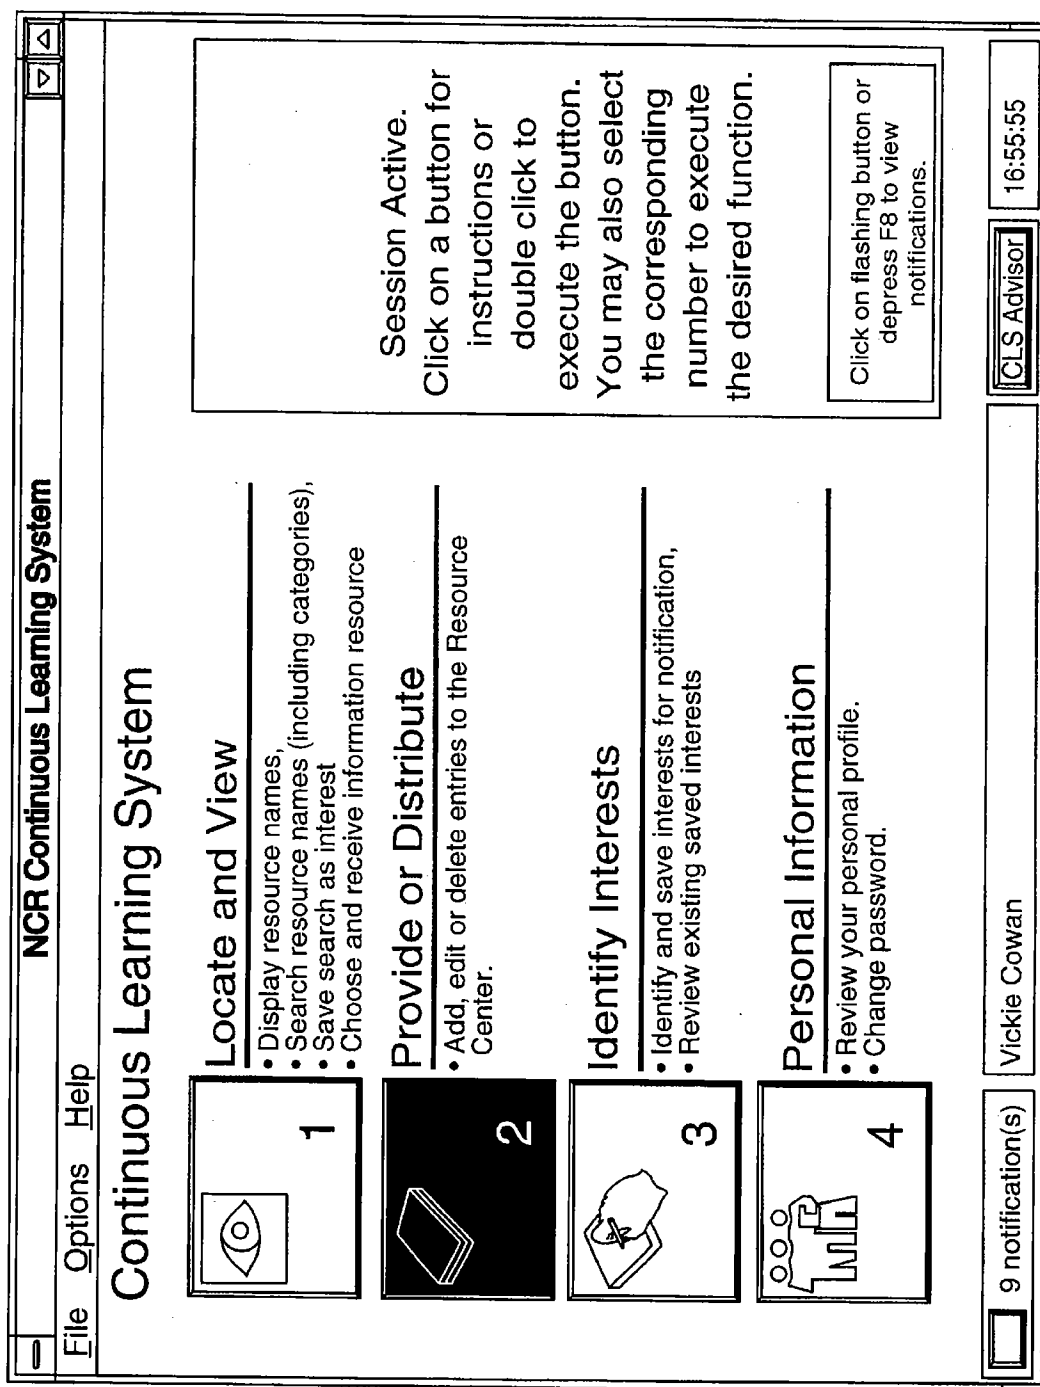 NCR Continuous Learning System
File Options Help
Continuous Learning System
1
Locate and View
• Display resource names,
• Search resource names (including categories),
• Save search as interest
• Choose and receive information resource
2
Provide or Distribute
• Add, edit or delete entries to the Resource
Center.
3
Identify Interests
• Identify and save interests for notification,
• Review existing saved interests
4
Personal Information
• Review your personal profile.
• Change password.
Session Active.
Click on a button for
instructions or
double click to
execute the button.
You may also select
the corresponding
number to execute
the desired function.
Click on flashing button or
depress F8 to view
notifications.
9 notification(s)
Vickie Cowan
CLS Advisor
16:55:55